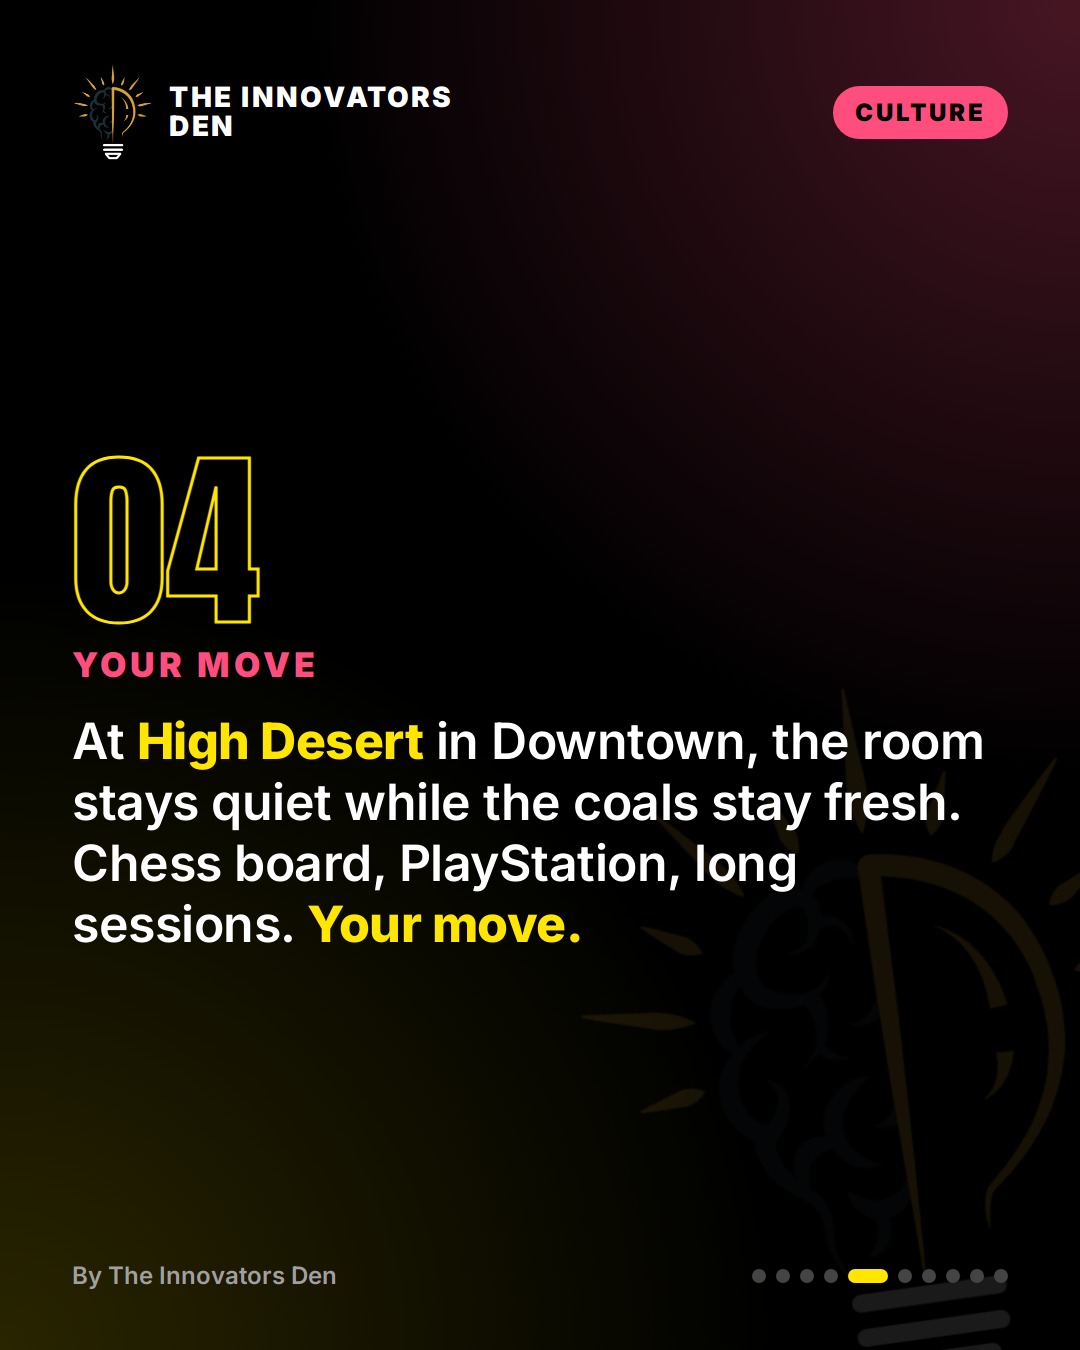 THE INNOVATORS
DEN
CULTURE
04
YOUR MOVE
At High Desert in Downtown, the room
stays quiet while the coals stay fresh.
Chess board, PlayStation, long
sessions. Your move.
By The Innovators Den